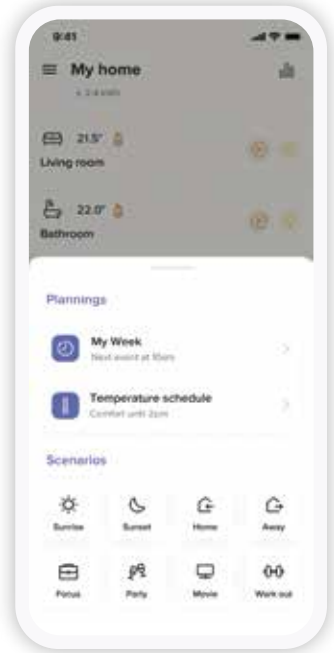 9:41
My home
21.5°
Living room
22.0°
Bathroom
Plannings
My Week
Next event at 10am
Temperature schedule
Comfort until 2pm
Scenarios
Sunrise Sunset Home Away
Focus Party Movie Work out